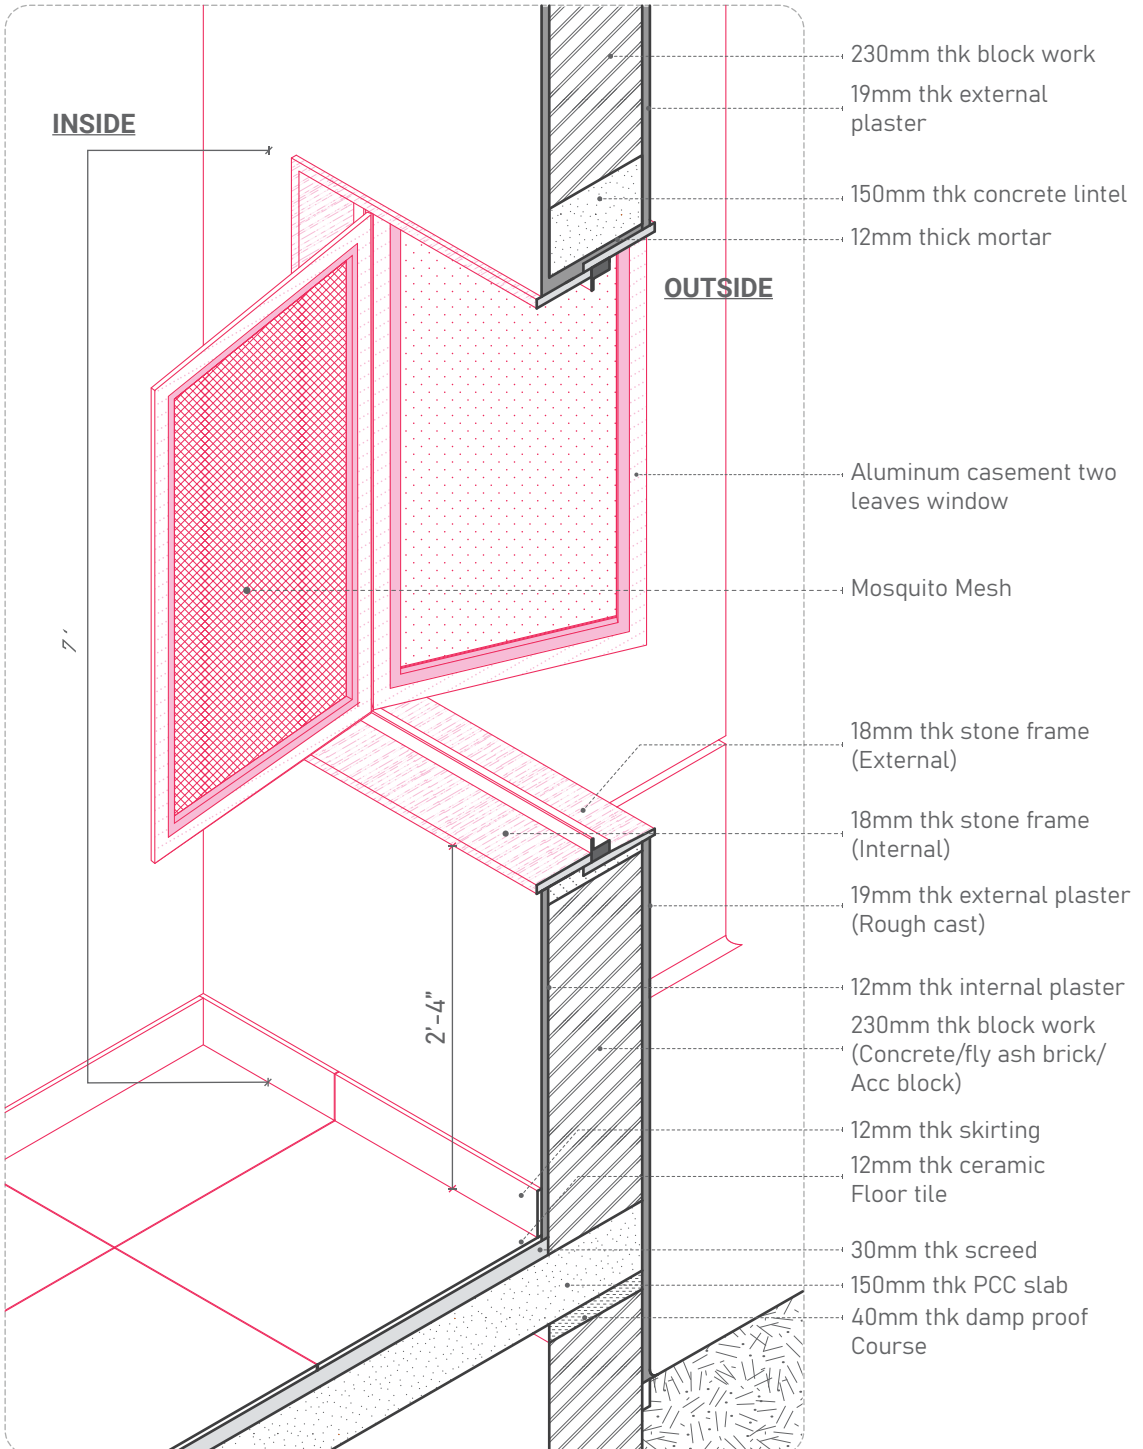 INSIDE
230mm thk block work
19mm thk external
plaster
150mm thk concrete lintel
12mm thick mortar
OUTSIDE
Aluminum casement two
leaves window
Mosquito Mesh
7'
18mm thk stone frame
(External)
18mm thk stone frame
(Internal)
19mm thk external plaster
(Rough cast)
12mm thk internal plaster
2'-4"
230mm thk block work
(Concrete/fly ash brick/
Acc block)
12mm thk skirting
12mm thk ceramic
Floor tile
30mm thk screed
150mm thk PCC slab
40mm thk damp proof
Course